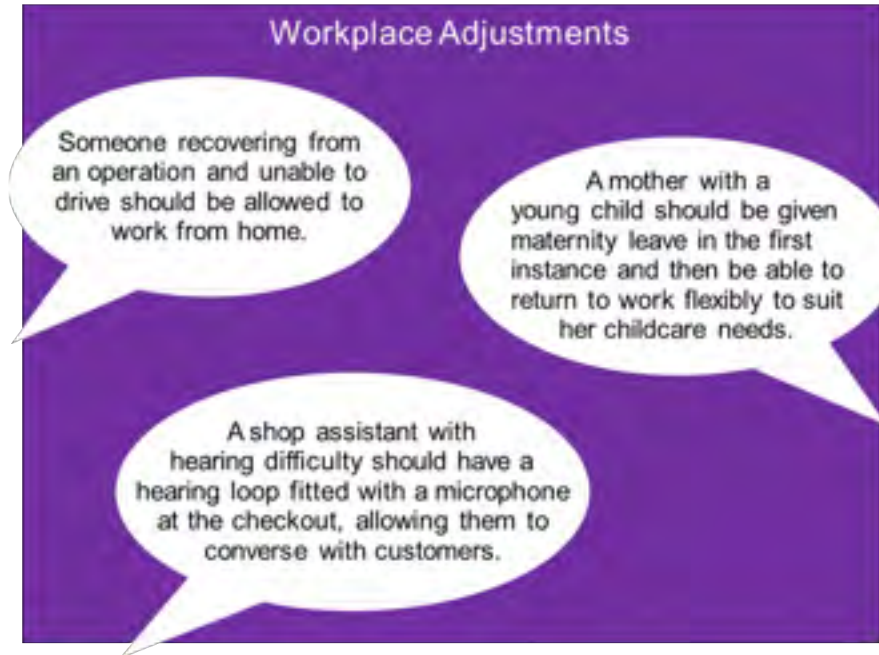 Workplace Adjustments
Someone recovering from
an operation and unable to
drive should be allowed to
work from home.
A mother with a
young child should be given
maternity leave in the first
instance and then be able to
return to work flexibly to suit
her childcare needs.
A shop assistant with
hearing difficulty should have a
hearing loop fitted with a microphone
at the checkout, allowing them to
converse with customers.